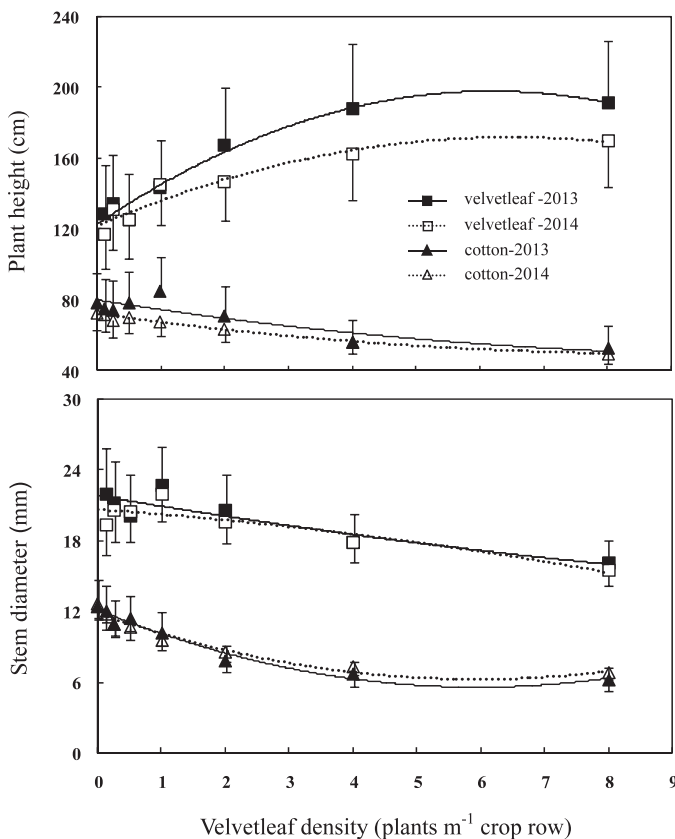 240
200
160
120
80
40
Plant height (cm)
velvetleaf -2013
velvetleaf -2014
cotton-2013
cotton-2014
30
24
18
12
6
0
Stem diameter (mm)
0 1 2 3 4 5 6 7 8 9
Velvetleaf density (plants m⁻¹ crop row)